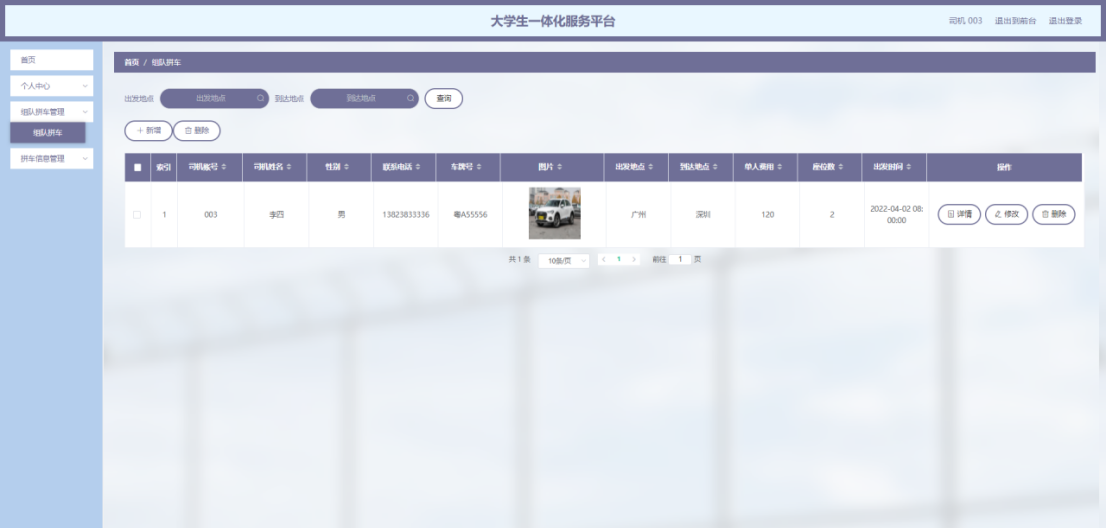 大学生一体化服务平台
司机 003 退出到前台 退出登录
首页
个人中心
组队拼车管理
组队拼车
拼车信息管理
首页 / 组队拼车
出发地点 出发地点 到达地点 到达地点 查询
+ 新增 删除
索引 司机账号 司机姓名 性别 联系电话 车牌号 图片 出发地点 到达地点 单人费用 座位数 出发时间 操作
1 003 李四 男 13823833336 粤A55556 广州 深圳 120 2 2022-04-02 08:
00:00 详情 修改 删除
共 1 条 10条/页 < 1 > 前往 1 页